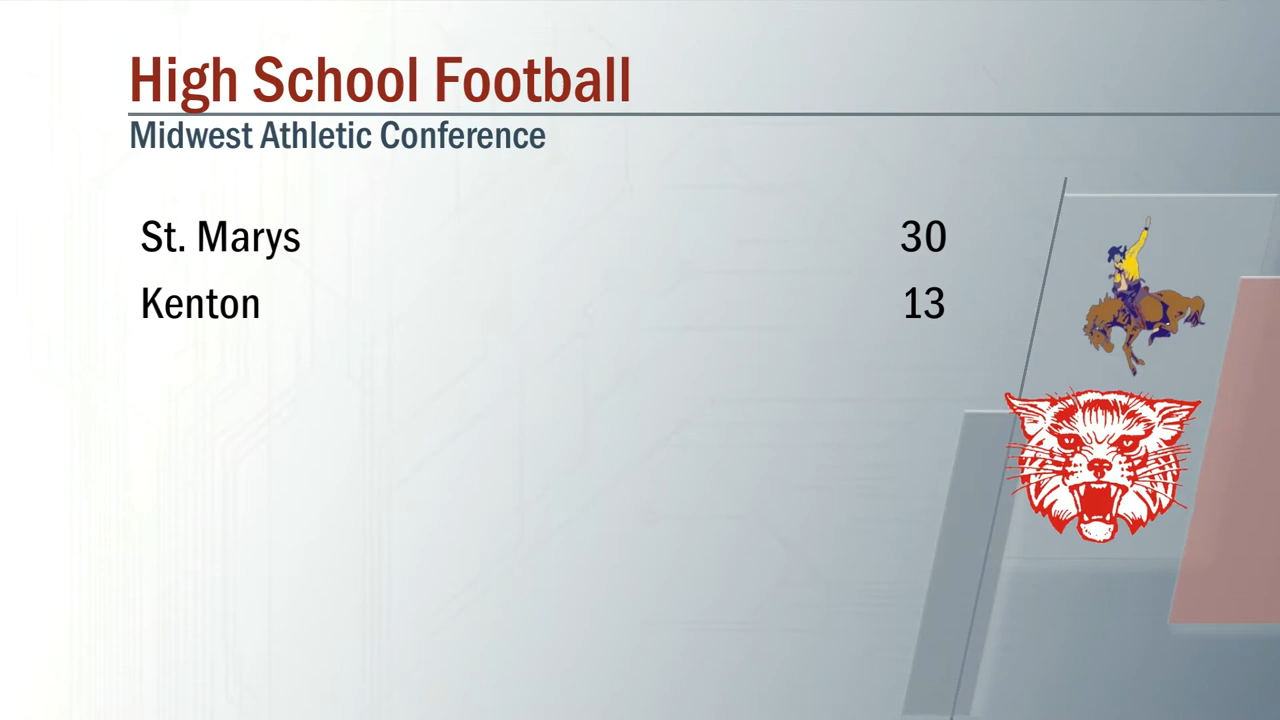 High School Football
Midwest Athletic Conference
St. Marys 30
Kenton 13